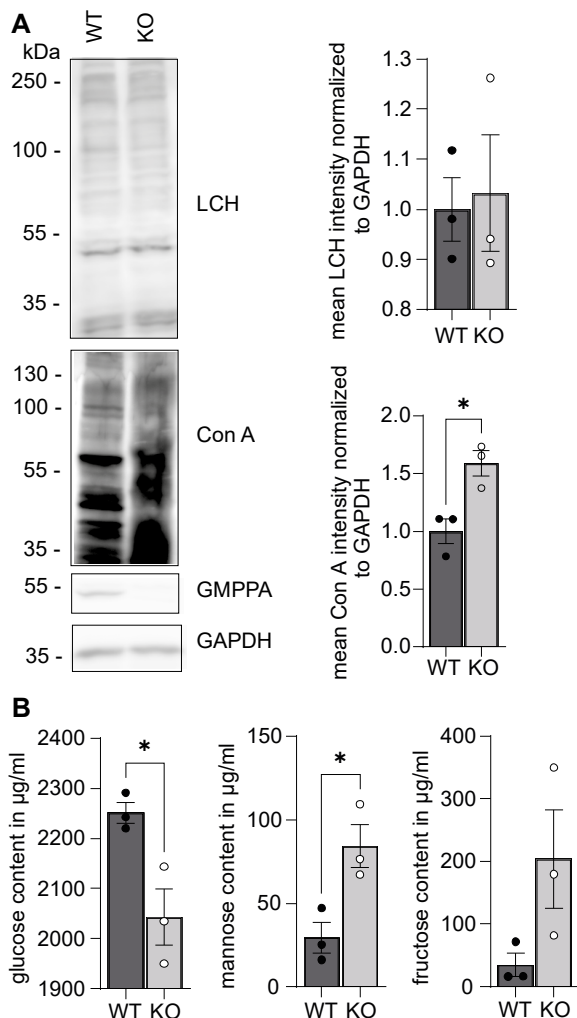 A
WT KO
kDa
250 -
100 -
55 -
35 -
LCH
mean LCH intensity normalized
to GAPDH
1.3
1.2
1.1
1.0
0.9
0.8
WT KO
130 -
100 -
55 -
35 -
Con A
55 -
GMPPA
35 -
GAPDH
mean Con A intensity normalized
to GAPDH
2.0
1.5
1.0
0.5
0.0
*
WT KO
B
glucose content in µg/ml
2400
2300
2200
2100
2000
1900
*
WT KO
mannose content in µg/ml
150
100
50
0
*
WT KO
fructose content in µg/ml
400
300
200
100
0
WT KO